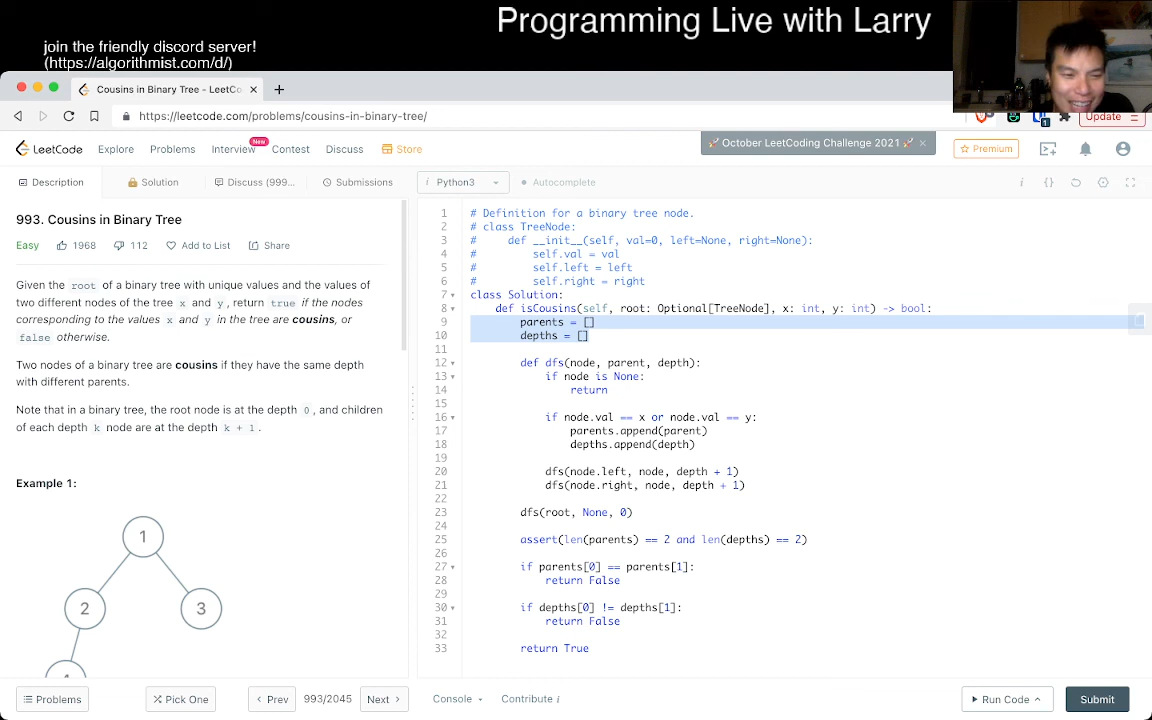 Programming Live with Larry
join the friendly discord server!
(https://algorithmist.com/d/)
Cousins in Binary Tree - LeetCo
https://leetcode.com/problems/cousins-in-binary-tree/
Update
LeetCode
Explore
Problems
Interview
New
Contest
Discuss
Store
October LeetCoding Challenge 2021
Premium
Description
Solution
Discuss (999...
Submissions
i Python3
Autocomplete
993. Cousins in Binary Tree
Easy
1968
112
Add to List
Share
Given the root of a binary tree with unique values and the values of
two different nodes of the tree x and y, return true if the nodes
corresponding to the values x and y in the tree are cousins, or
false otherwise.
Two nodes of a binary tree are cousins if they have the same depth
with different parents.
Note that in a binary tree, the root node is at the depth 0, and children
of each depth k node are at the depth k + 1.
Example 1:
1
2
3
1 # Definition for a binary tree node.
2 # class TreeNode:
3 #     def __init__(self, val=0, left=None, right=None):
4 #         self.val = val
5 #         self.left = left
6 #         self.right = right
7 class Solution:
8     def isCousins(self, root: Optional[TreeNode], x: int, y: int) -> bool:
9         parents = []
10         depths = []
11
12         def dfs(node, parent, depth):
13             if node is None:
14                 return
15
16             if node.val == x or node.val == y:
17                 parents.append(parent)
18                 depths.append(depth)
19
20             dfs(node.left, node, depth + 1)
21             dfs(node.right, node, depth + 1)
22
23         dfs(root, None, 0)
24
25         assert(len(parents) == 2 and len(depths) == 2)
26
27         if parents[0] == parents[1]:
28             return False
29
30         if depths[0] != depths[1]:
31             return False
32
33         return True
Problems
Pick One
Prev
993/2045
Next
Console
Contribute i
Run Code
Submit